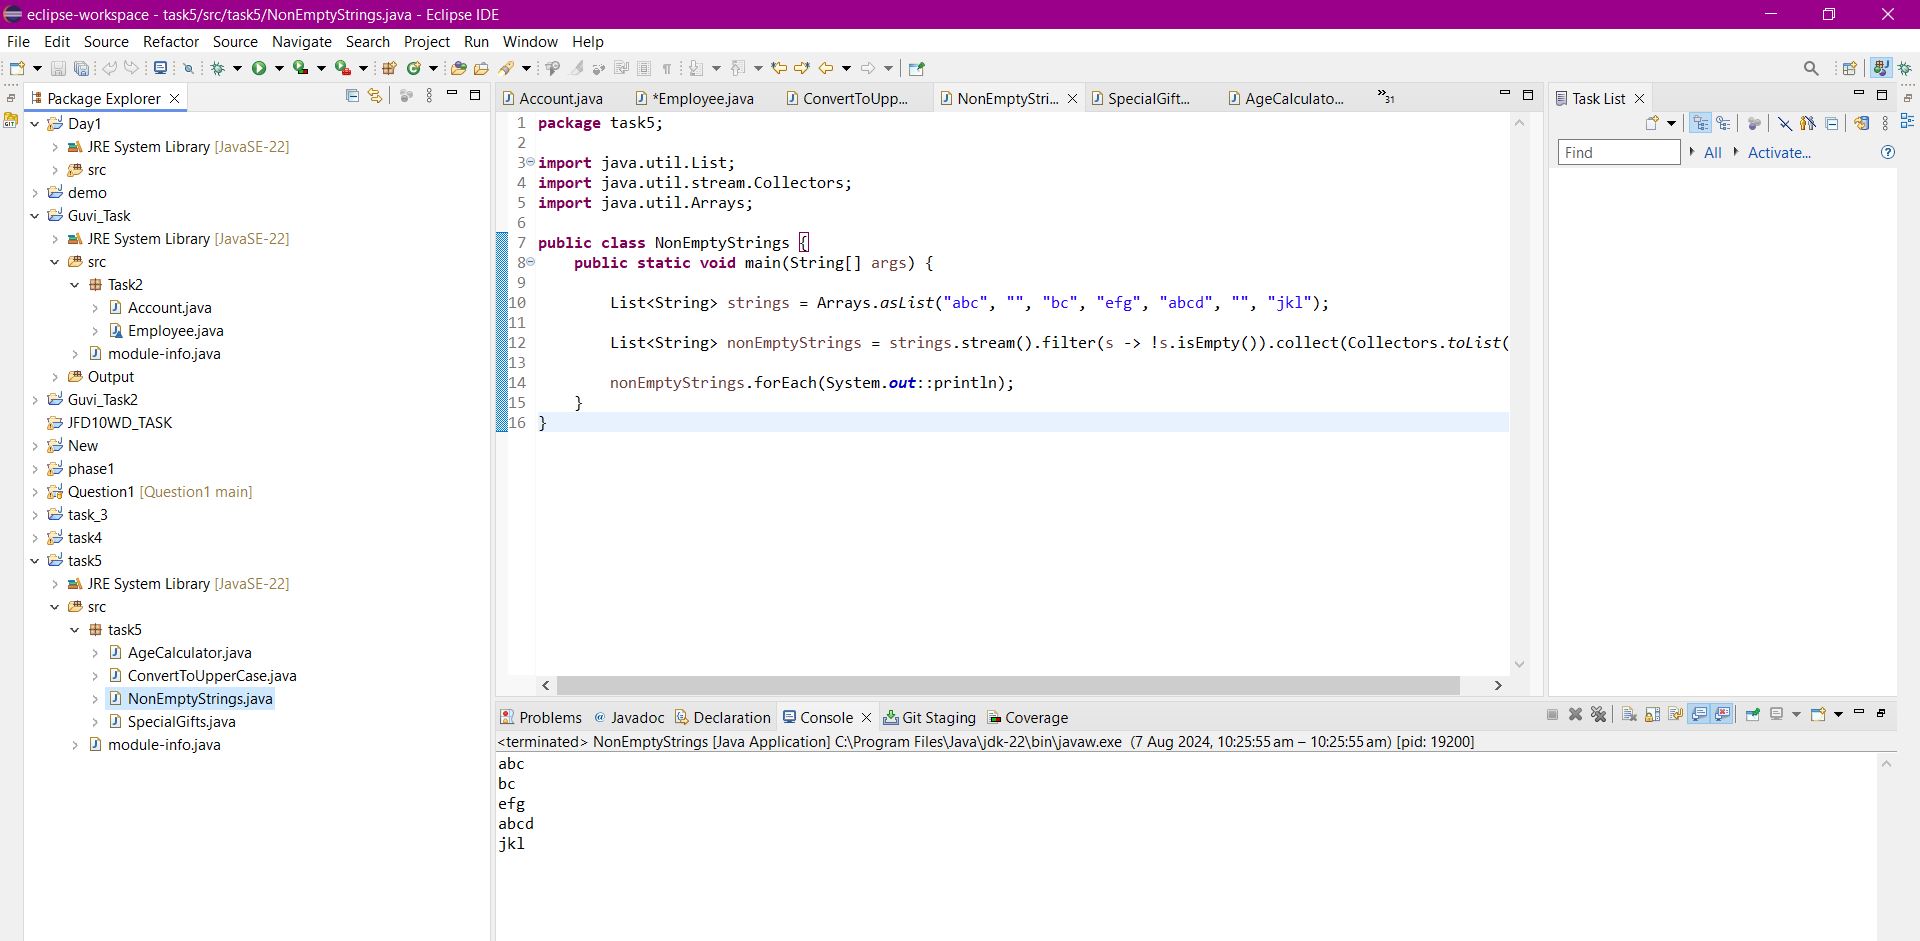 eclipse-workspace - task5/src/task5/NonEmptyStrings.java - Eclipse IDE
File Edit Source Refactor Source Navigate Search Project Run Window Help
Package Explorer
Day1
JRE System Library [JavaSE-22]
src
demo
Guvi_Task
JRE System Library [JavaSE-22]
src
Task2
Account.java
Employee.java
module-info.java
Output
Guvi_Task2
JFD10WD_TASK
New
phase1
Question1 [Question1 main]
task_3
task4
task5
JRE System Library [JavaSE-22]
src
task5
AgeCalculator.java
ConvertToUpperCase.java
NonEmptyStrings.java
SpecialGifts.java
module-info.java
Account.java *Employee.java ConvertToUpp... NonEmptyStri... SpecialGift... AgeCalculato... »31
1 package task5;
2
3 import java.util.List;
4 import java.util.stream.Collectors;
5 import java.util.Arrays;
6
7 public class NonEmptyStrings {
8 public static void main(String[] args) {
9
10 List<String> strings = Arrays.asList("abc", "", "bc", "efg", "abcd", "", "jkl");
11
12 List<String> nonEmptyStrings = strings.stream().filter(s -> !s.isEmpty()).collect(Collectors.toList(
13
14 nonEmptyStrings.forEach(System.out::println);
15 }
16 }
Task List
Find All Activate...
Problems @ Javadoc Declaration Console Git Staging Coverage
<terminated> NonEmptyStrings [Java Application] C:\Program Files\Java\jdk-22\bin\javaw.exe (7 Aug 2024, 10:25:55 am – 10:25:55 am) [pid: 19200]
abc
bc
efg
abcd
jkl